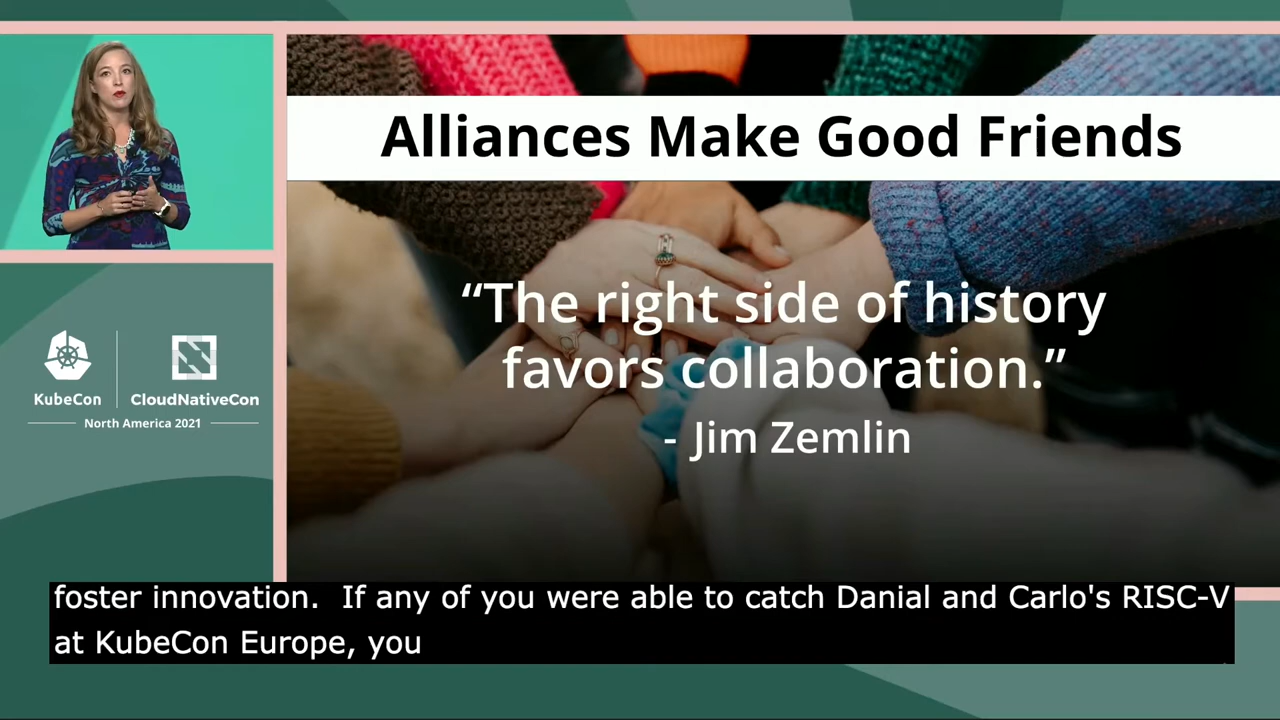 Alliances Make Good Friends
“The right side of history
favors collaboration.”
- Jim Zemlin
KubeCon
CloudNativeCon
North America 2021
foster innovation.  If any of you were able to catch Danial and Carlo's RISC-V
at KubeCon Europe, you